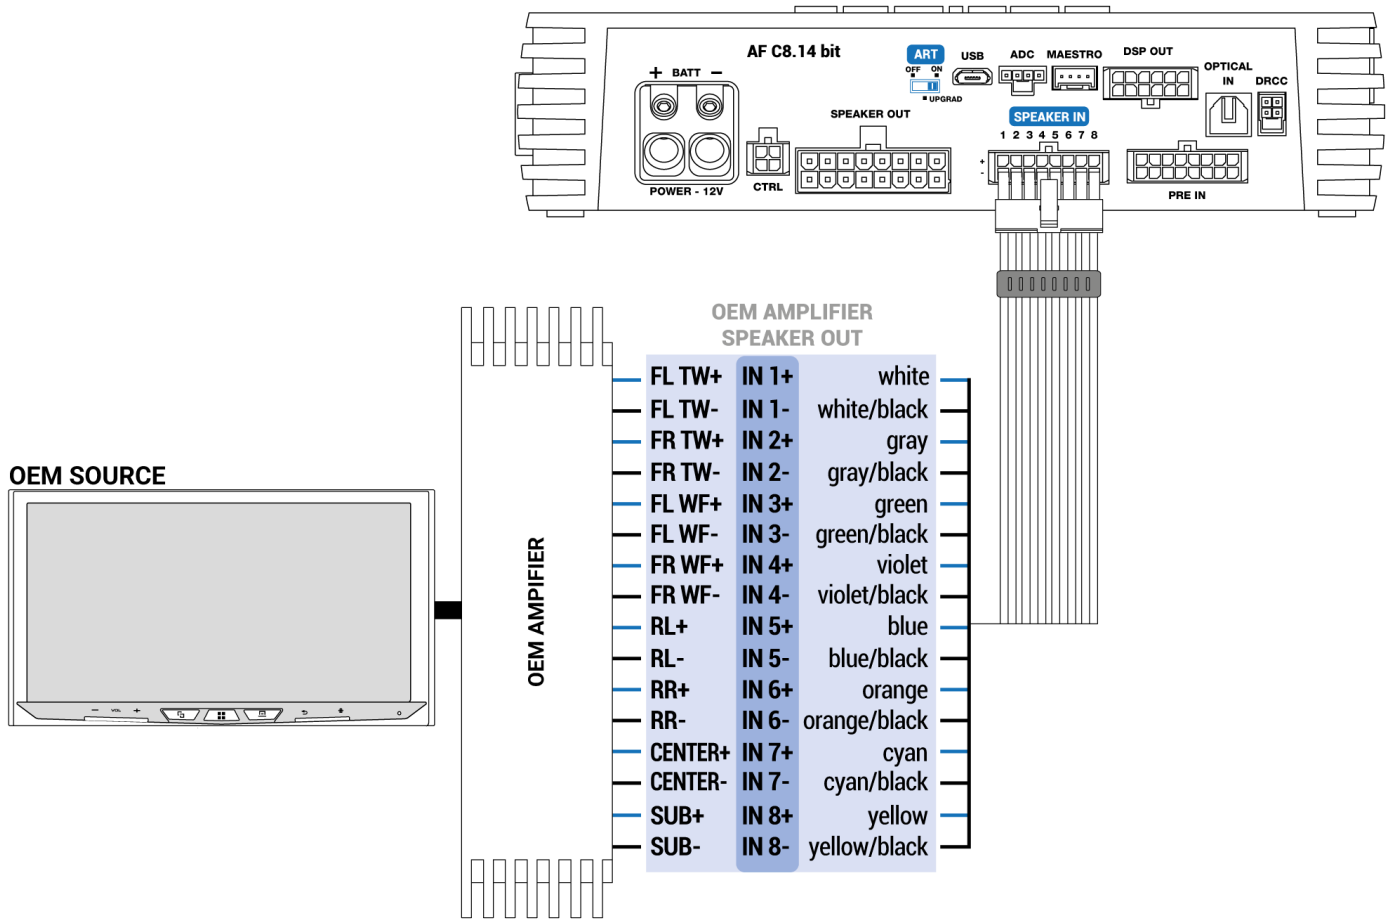 AF C8.14 bit
ART
OFF ON
UPGRAD
USB
ADC
MAESTRO
DSP OUT
OPTICAL
IN
DRCC
+ BATT -
SPEAKER OUT
SPEAKER IN
1 2 3 4 5 6 7 8
+
-
POWER - 12V
CTRL
PRE IN
OEM AMPLIFIER
SPEAKER OUT
FL TW+ IN 1+ white
FL TW- IN 1- white/black
FR TW+ IN 2+ gray
FR TW- IN 2- gray/black
FL WF+ IN 3+ green
FL WF- IN 3- green/black
FR WF+ IN 4+ violet
FR WF- IN 4- violet/black
RL+ IN 5+ blue
RL- IN 5- blue/black
RR+ IN 6+ orange
RR- IN 6- orange/black
CENTER+ IN 7+ cyan
CENTER- IN 7- cyan/black
SUB+ IN 8+ yellow
SUB- IN 8- yellow/black
OEM SOURCE
- VOL +
OEM AMPIFIER